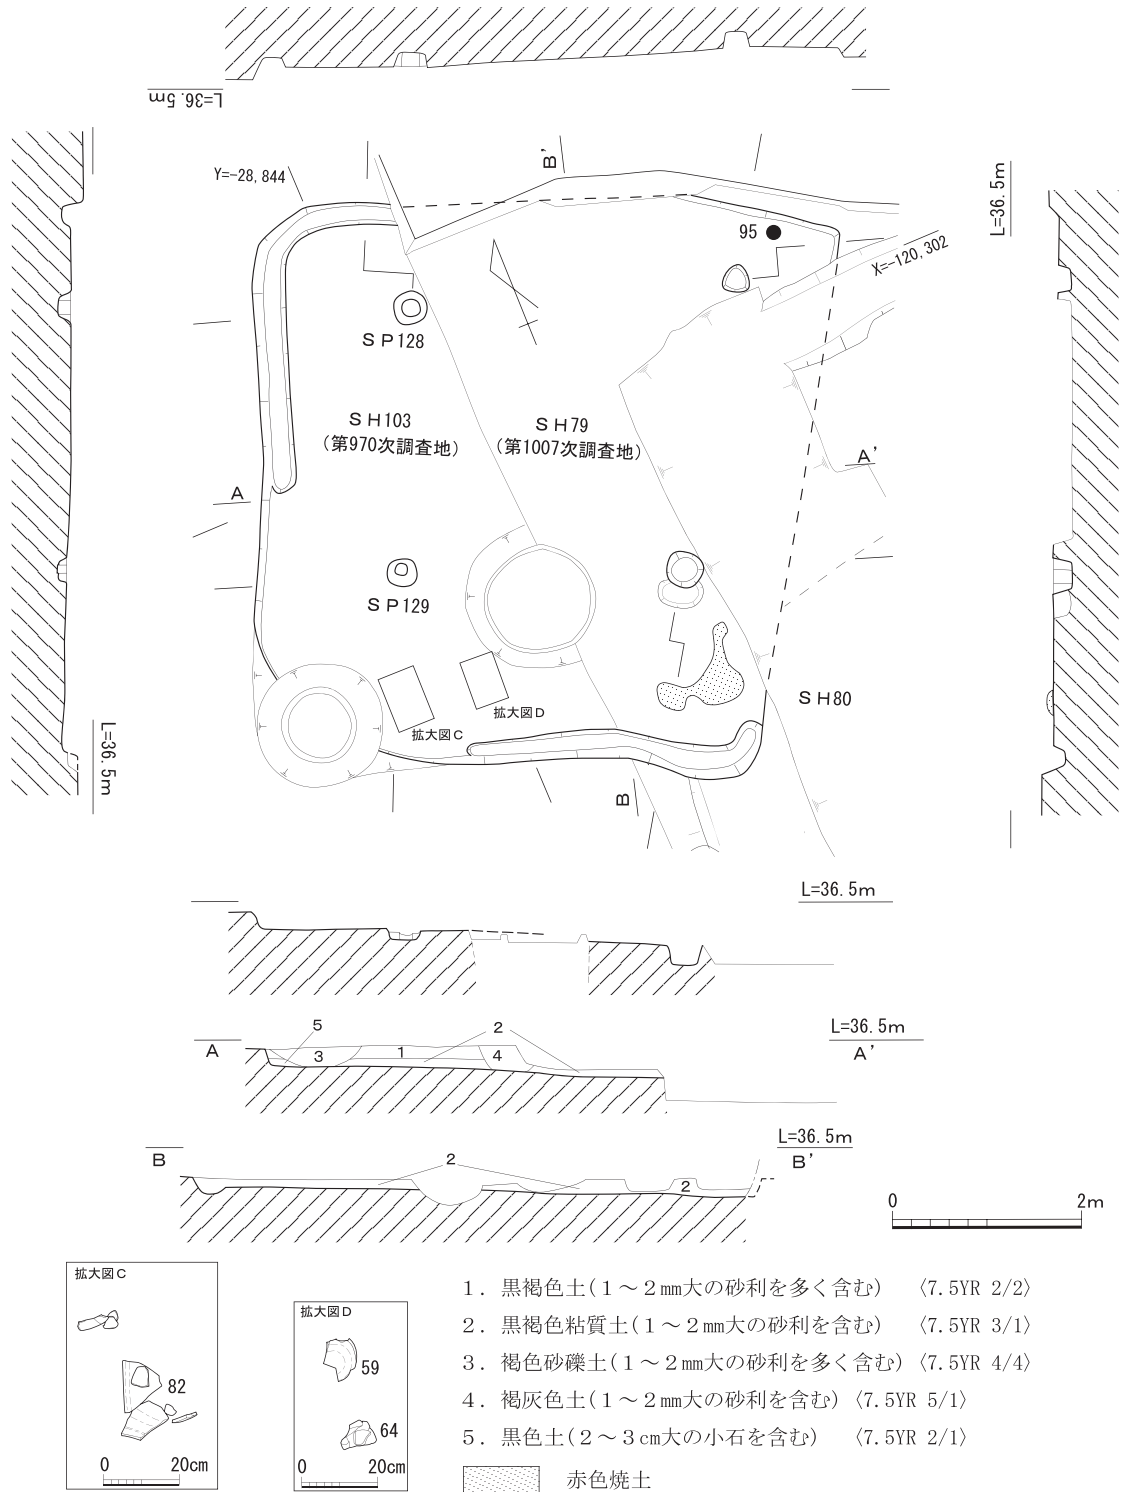 L=36.5m
Y=-28,844
B'
L=36.5m
95
X=-120,302
ＳＰ128
ＳＨ103
（第970次調査地）
ＳＨ79
（第1007次調査地）
A'
A
ＳＰ129
拡大図D
拡大図C
ＳＨ80
L=36.5m
B
L=36.5m
5
2
L=36.5m
A
3
1
4
A'
L=36.5m
B
2
B'
2
0 2m
拡大図C
82
0 20cm
拡大図D
59
64
0 20cm
１．黒褐色土(１～２㎜大の砂利を多く含む) 〈7.5YR 2/2〉
２．黒褐色粘質土(１～２㎜大の砂利を含む) 〈7.5YR 3/1〉
３．褐色砂礫土(１～２㎜大の砂利を多く含む)〈7.5YR 4/4〉
４．褐灰色土(１～２㎜大の砂利を含む)〈7.5YR 5/1〉
５．黒色土(２～３㎝大の小石を含む) 〈7.5YR 2/1〉
赤色焼土